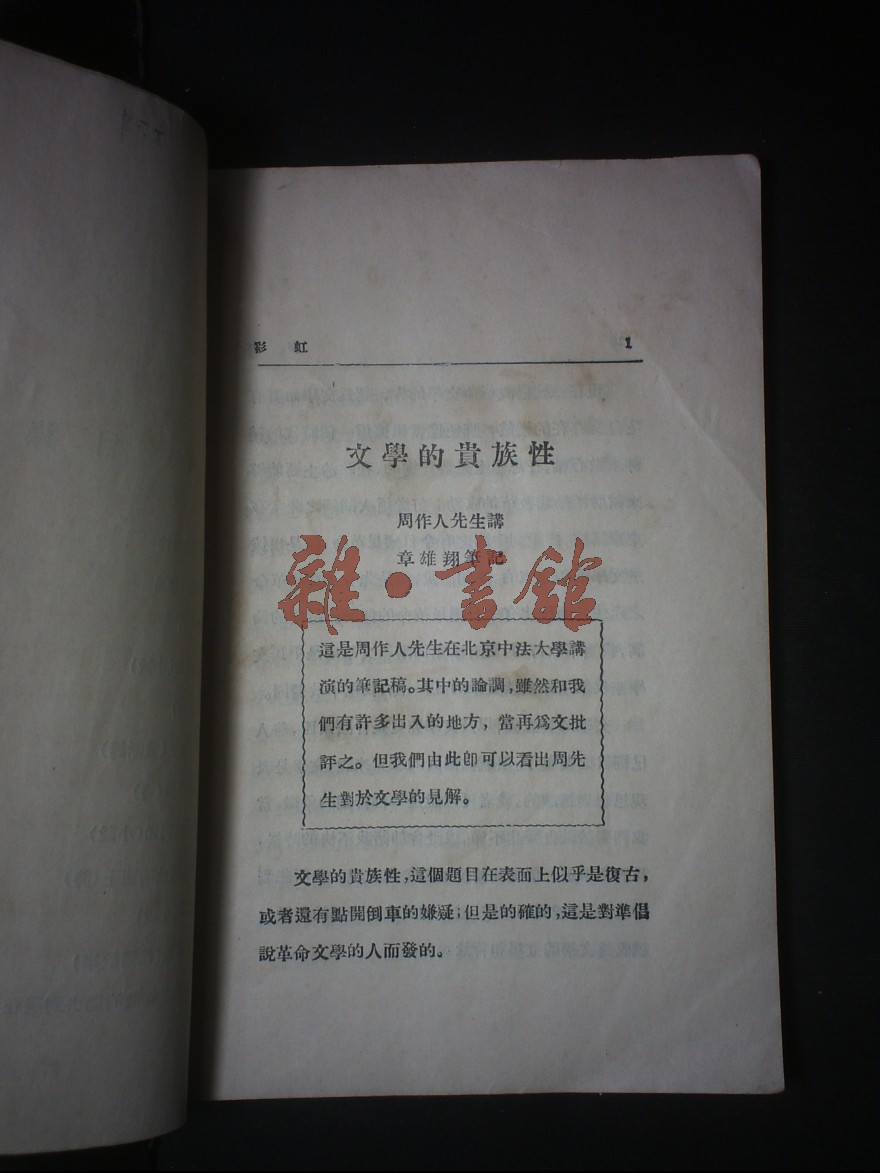 彩虹 1
文學的貴族性
周作人先生講
章雄翔筆記
雜·書館
這是周作人先生在北京中法大學講
演的筆記稿。其中的論調，雖然和我
們有許多出入的地方，當再爲文批
評之。但我們由此卽可以看出周先
生對於文學的見解。
文學的貴族性，這個題目在表面上似乎是復古，
或者還有點開倒車的嫌疑；但是的確的，這是對準倡
說革命文學的人而發的。